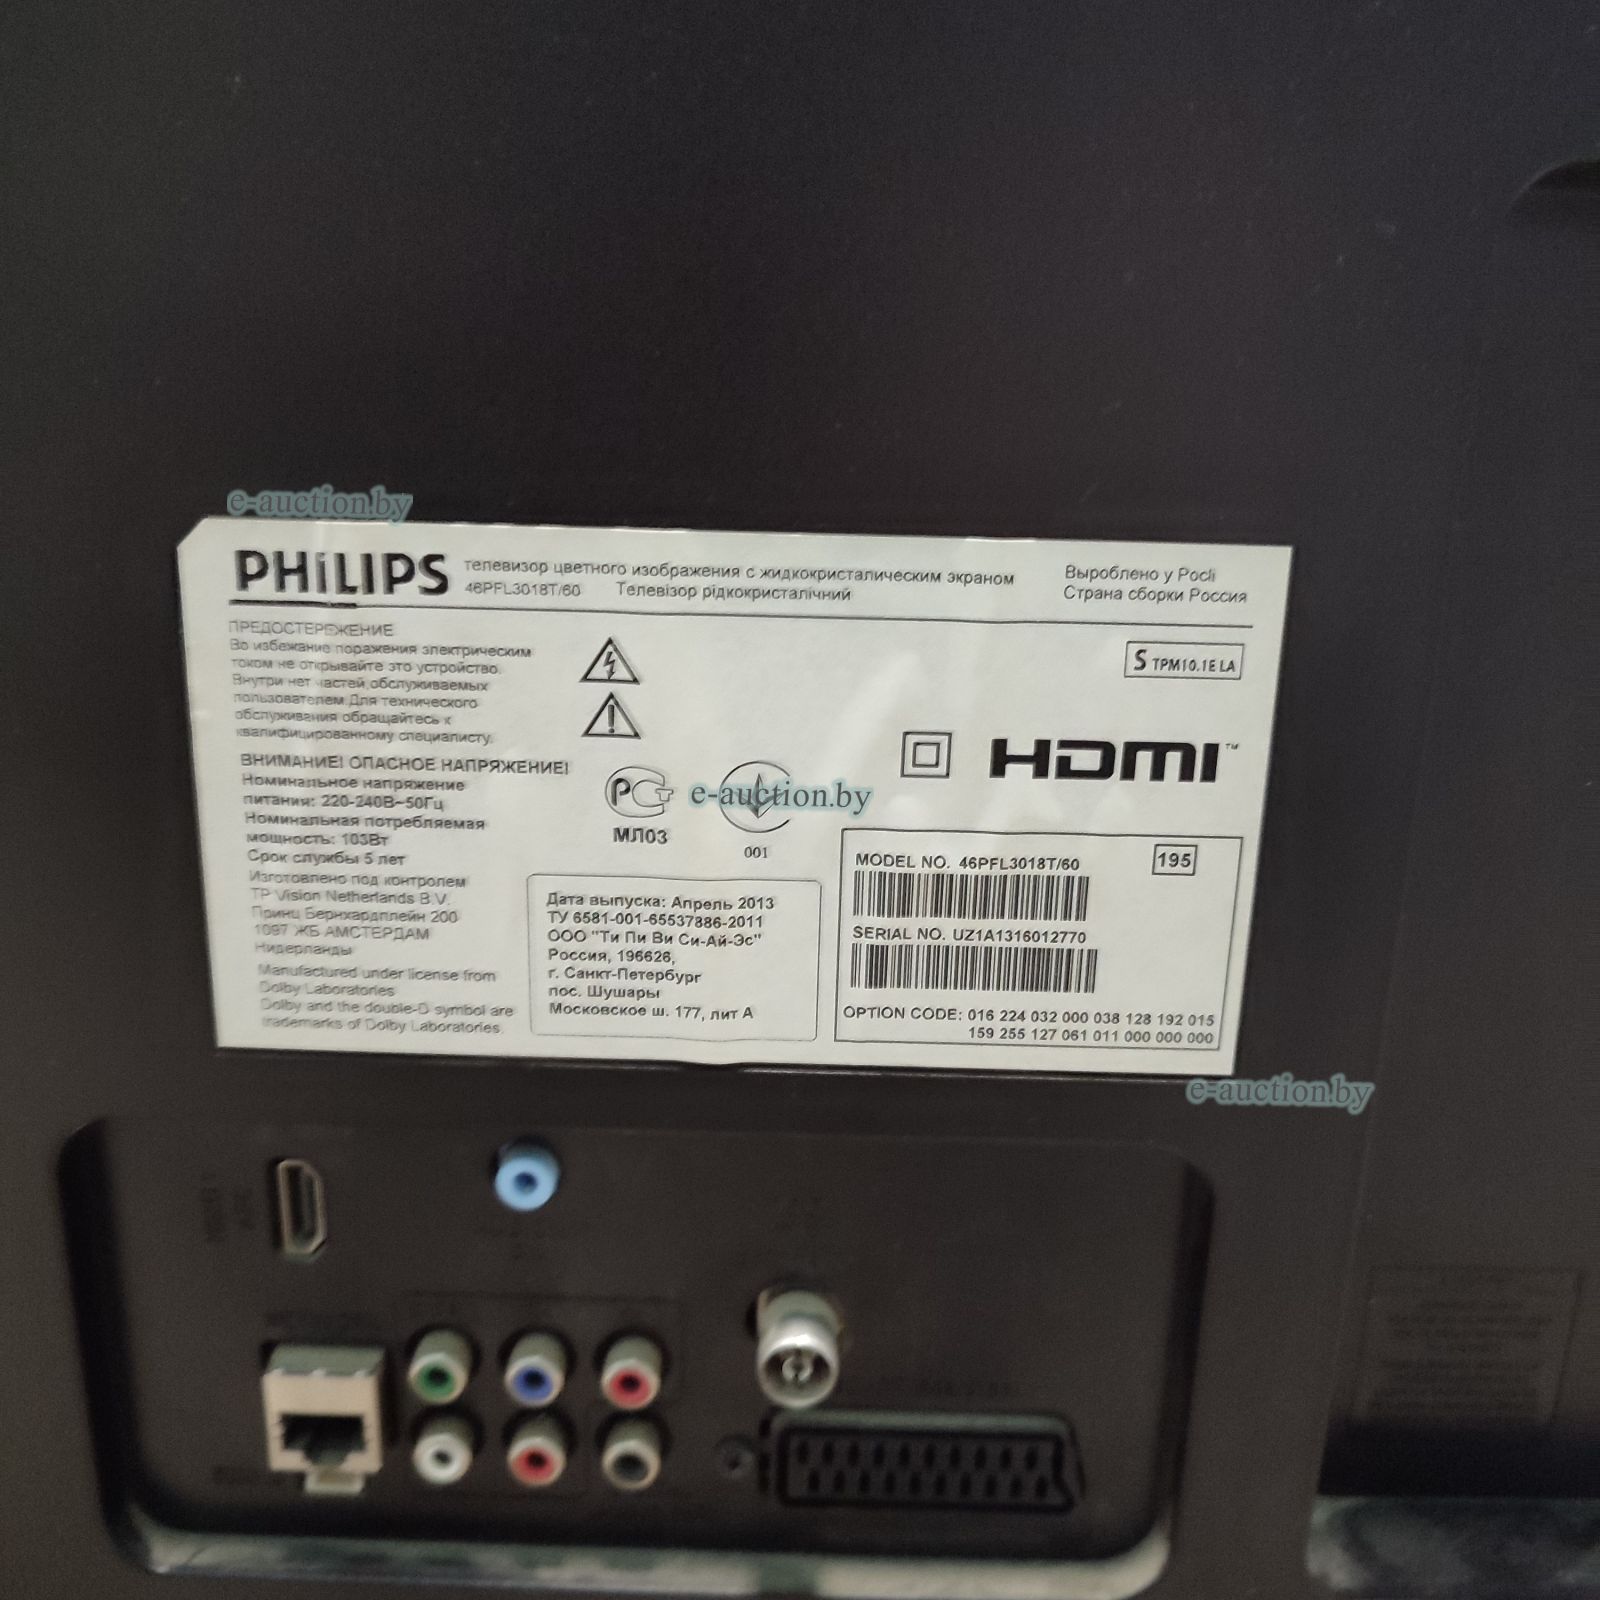 e-auction.by
PHILIPS
телевизор цветного изображения с жидкокристалическим экраном
46PFL3018T/60 Телевізор рідкокристалічний
Выроблено у Росіі
Страна сборки Россия
ПРЕДОСТЕРЕЖЕНИЕ
Во избежание поражения электрическим
током не открывайте это устройство.
Внутри нет частей,обслуживаемых
пользователем.Для технического
обслуживания обращайтесь к
квалифицированному специалисту.
S TPM10.1E LA
HDMI™
ВНИМАНИЕ! ОПАСНОЕ НАПРЯЖЕНИЕ!
Номинальное напряжение
питания: 220-240В~50Гц
Номинальная потребляемая
мощность: 103Вт
Срок службы 5 лет
Изготовлено под контролем
TP Vision Netherlands B.V.
Принц Бернхардплейн 200
1097 ЖБ АМСТЕРДАМ
Нидерланды
Manufactured under license from
Dolby Laboratories
Dolby and the double-D symbol are
trademarks of Dolby Laboratories.
РСТ
МЛ03
e-auction.by
001
Дата выпуска: Апрель 2013
ТУ 6581-001-65537886-2011
ООО "Ти Пи Ви Си-Ай-Эс"
Россия, 196626,
г. Санкт-Петербург
пос. Шушары
Московское ш. 177, лит А
MODEL NO. 46PFL3018T/60
195
SERIAL NO. UZ1A1316012770
OPTION CODE: 016 224 032 000 038 128 192 015
159 255 127 061 011 000 000 000
e-auction.by